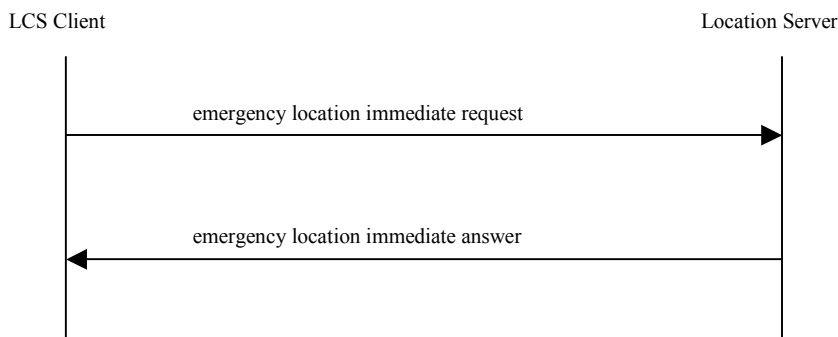 LCS Client
Location Server
emergency location immediate request
emergency location immediate answer